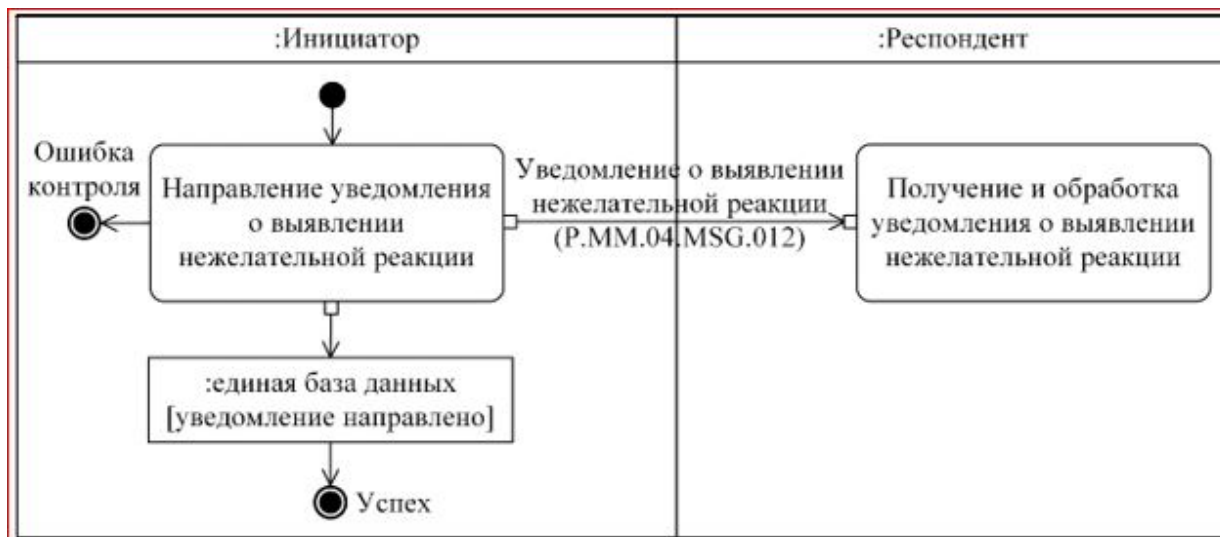 :Инициатор
:Респондент
Ошибка
контроля
Направление уведомления
о выявлении
нежелательной реакции
Уведомление о выявлении
нежелательной реакции
(P.MM.04.MSG.012)
Получение и обработка
уведомления о выявлении
нежелательной реакции
:единая база данных
[уведомление направлено]
Успех